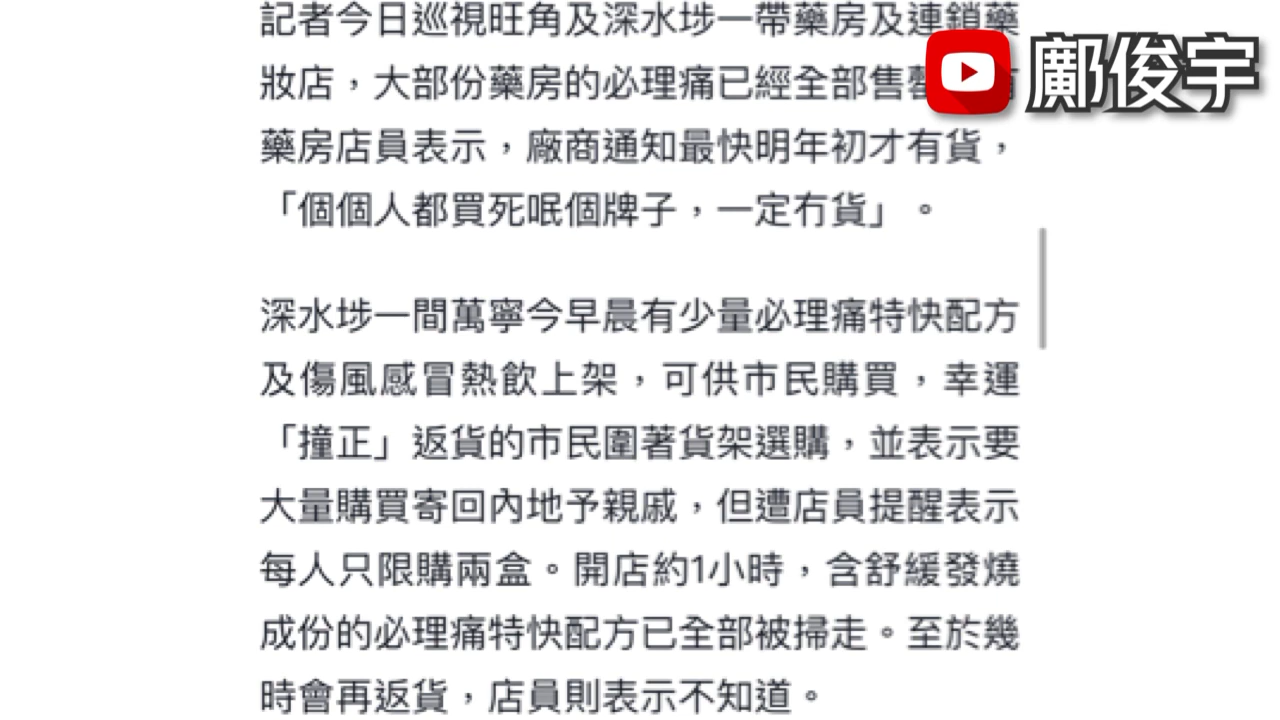 記者今日巡視旺角及深水埗一帶藥房及連鎖藥
妝店，大部份藥房的必理痛已經全部售罄
藥房店員表示，廠商通知最快明年初才有貨，
「個個人都買死呡個牌子，一定冇貨」。
深水埗一間萬寧今早晨有少量必理痛特快配方
及傷風感冒熱飲上架，可供市民購買，幸運
「撞正」返貨的市民圍著貨架選購，並表示要
大量購買寄回內地予親戚，但遭店員提醒表示
每人只限購兩盒。開店約1小時，含舒緩發燒
成份的必理痛特快配方已全部被掃走。至於幾
時會再返貨，店員則表示不知道。
鄺俊宇